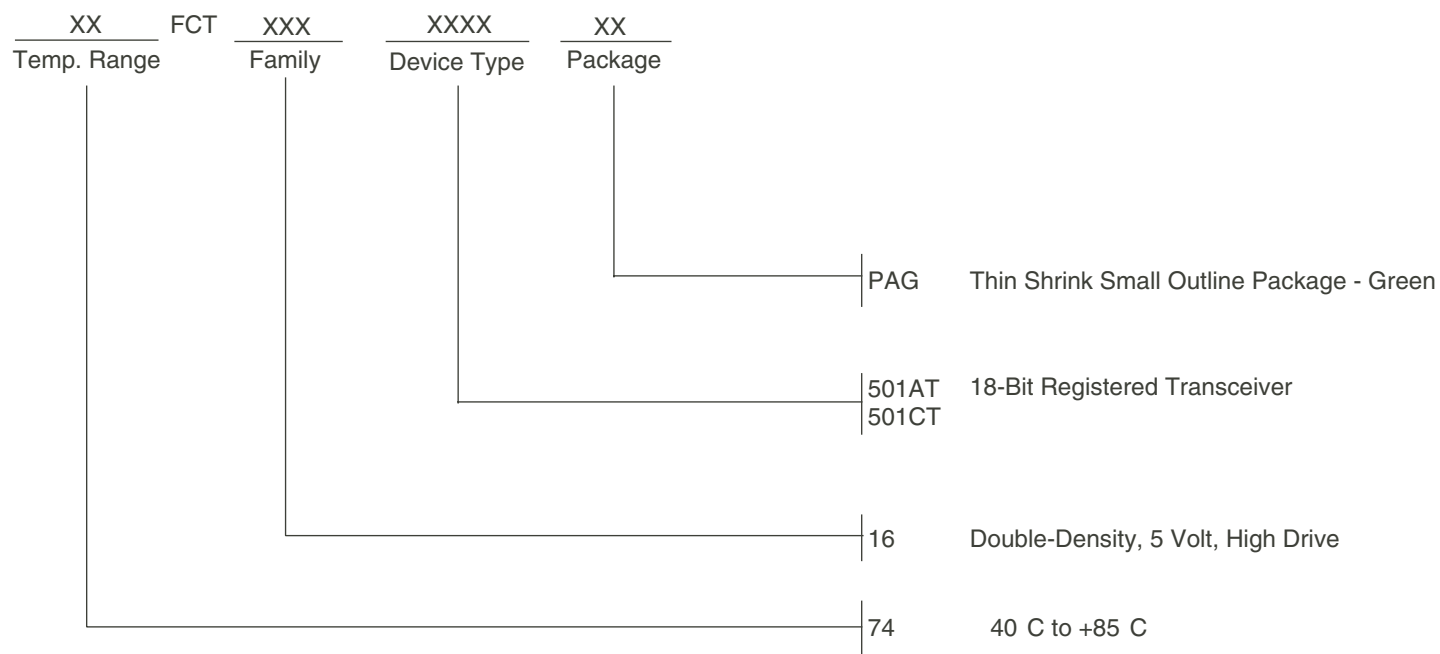 XX FCT XXX XXXX XX
Temp. Range Family Device Type Package
PAG Thin Shrink Small Outline Package - Green
501AT 18-Bit Registered Transceiver
501CT
16 Double-Density, 5 Volt, High Drive
74 40 C to +85 C